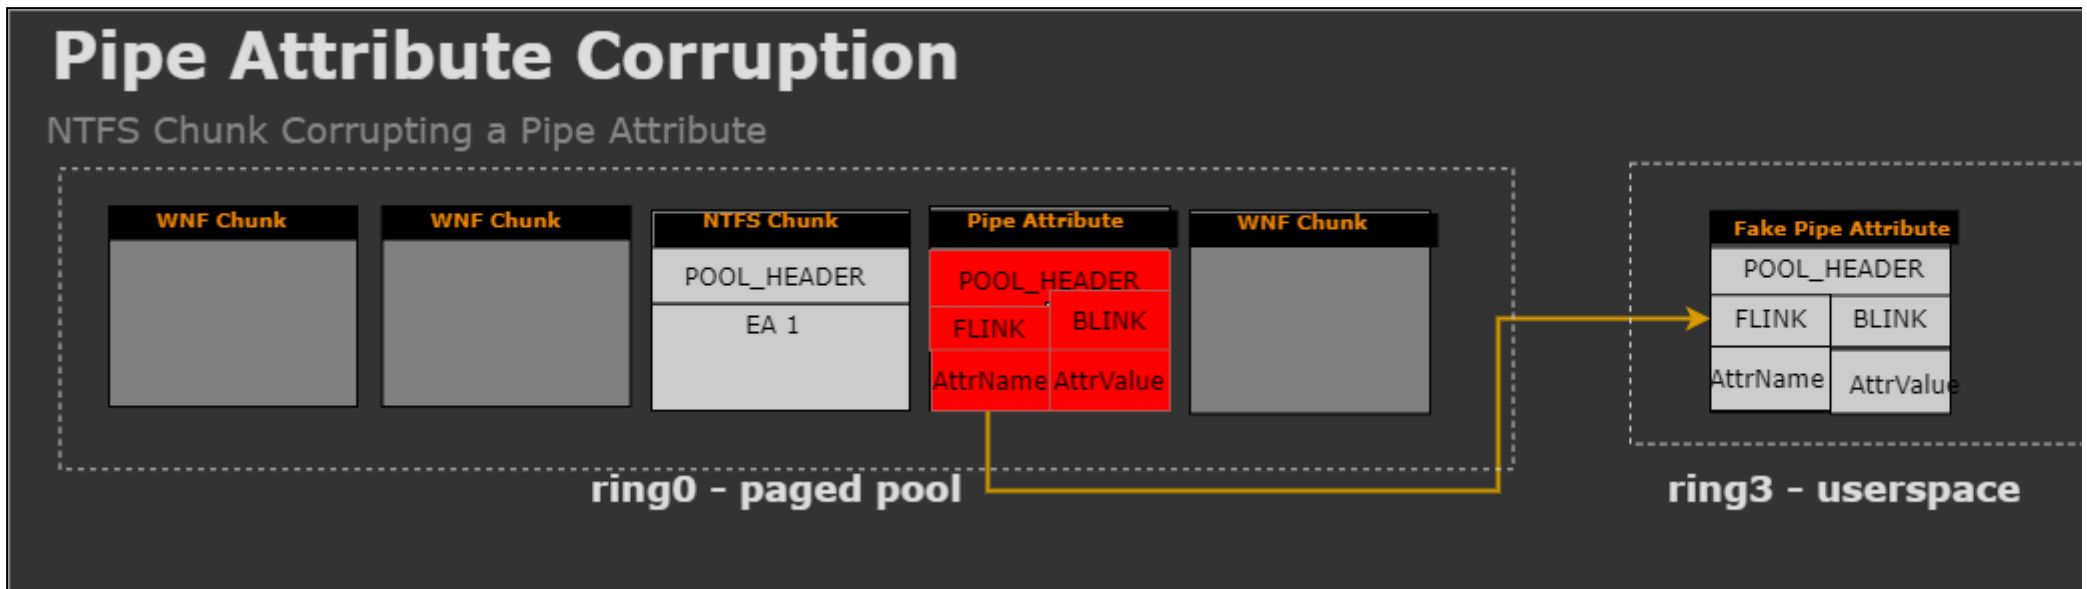 Pipe Attribute Corruption
NTFS Chunk Corrupting a Pipe Attribute
WNF Chunk
WNF Chunk
NTFS Chunk
POOL_HEADER
EA 1
Pipe Attribute
POOL_HEADER
FLINK
BLINK
AttrName
AttrValue
WNF Chunk
ring0 - paged pool
Fake Pipe Attribute
POOL_HEADER
FLINK
BLINK
AttrName
AttrValue
ring3 - userspace